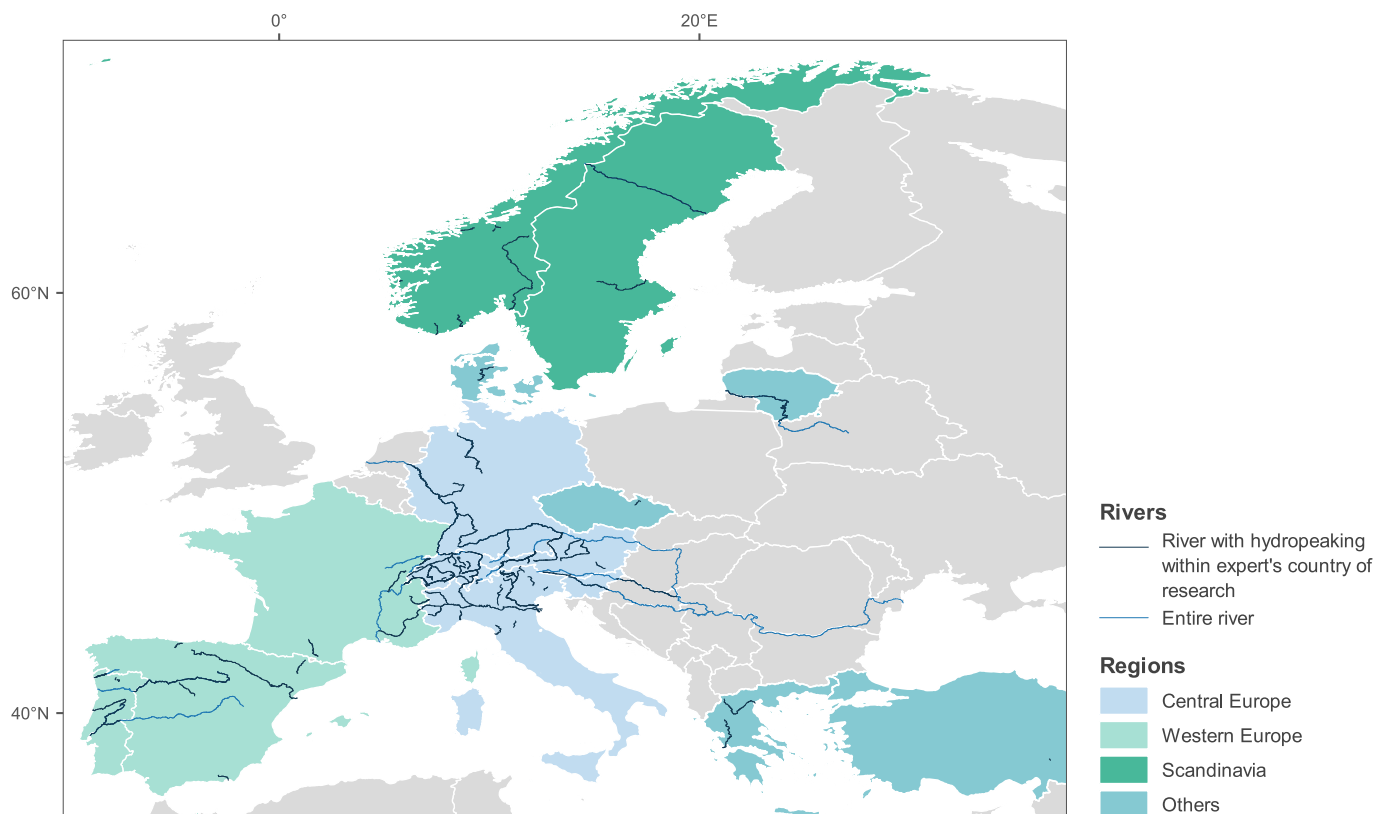 0°
20°E
60°N
40°N
Rivers
River with hydropeaking
within expert's country of
research
Entire river
Regions
Central Europe
Western Europe
Scandinavia
Others